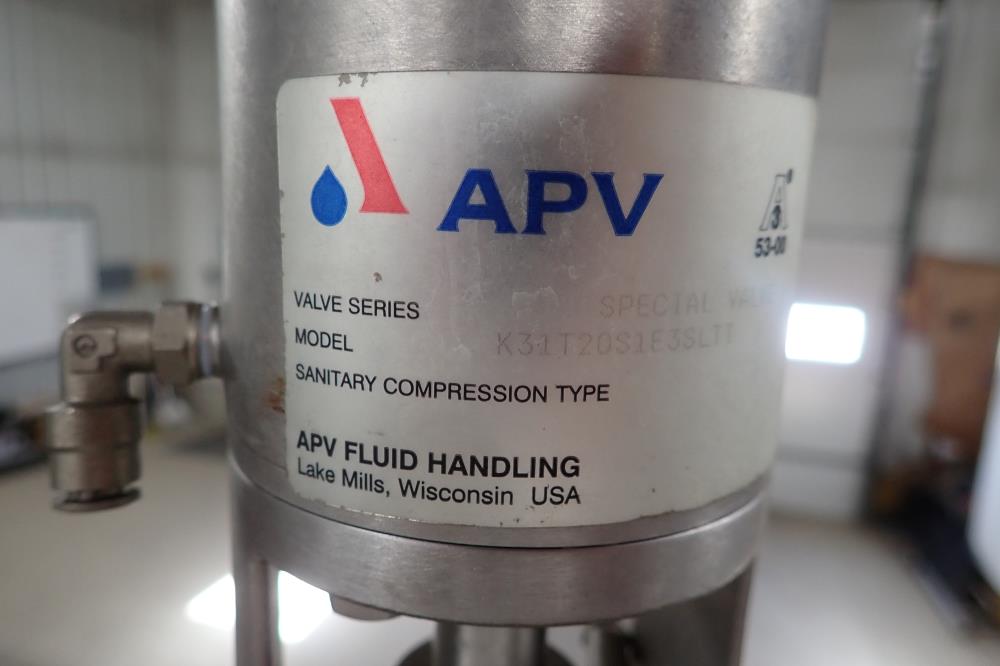 APV
3
53-00
VALVE SERIES SPECIAL VALVE
MODEL K31T20S1E3SLTT
SANITARY COMPRESSION TYPE
APV FLUID HANDLING
Lake Mills, Wisconsin USA